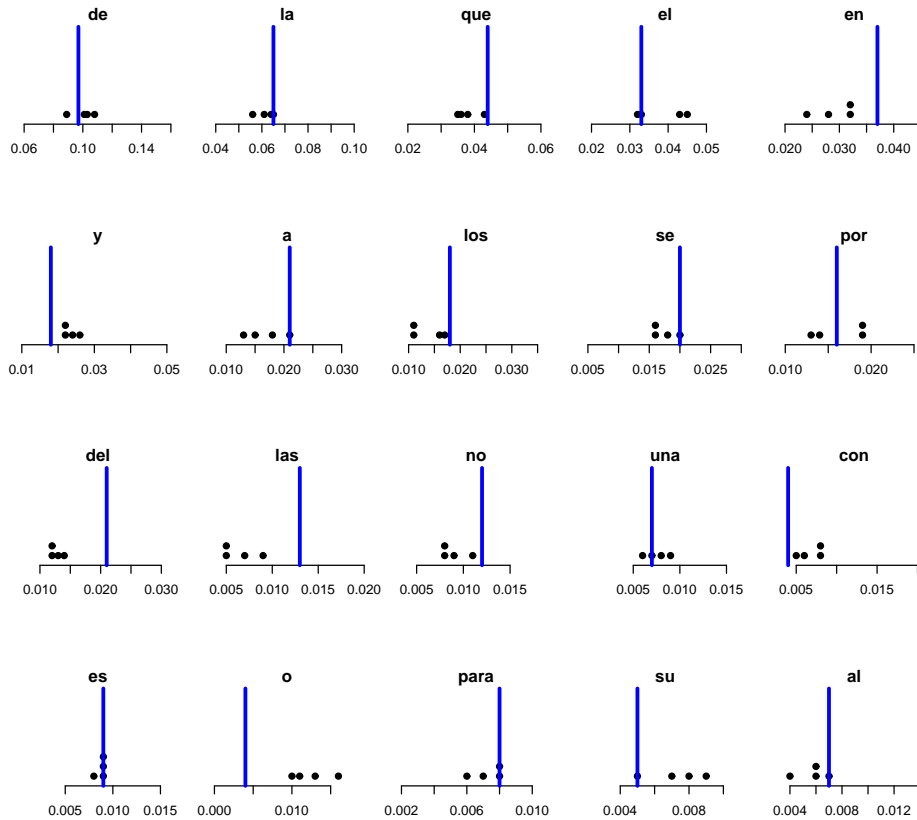 de la que el en
0.06 0.10 0.14 0.04 0.06 0.08 0.10 0.02 0.04 0.06 0.02 0.03 0.04 0.05 0.020 0.030 0.040
y a los se por
0.01 0.03 0.05 0.010 0.020 0.030 0.010 0.020 0.030 0.005 0.015 0.025 0.010 0.020
del las no una con
0.010 0.020 0.030 0.005 0.010 0.015 0.020 0.005 0.010 0.015 0.005 0.010 0.015 0.005 0.015
es o para su al
0.005 0.010 0.015 0.000 0.010 0.002 0.006 0.010 0.004 0.008 0.004 0.008 0.012